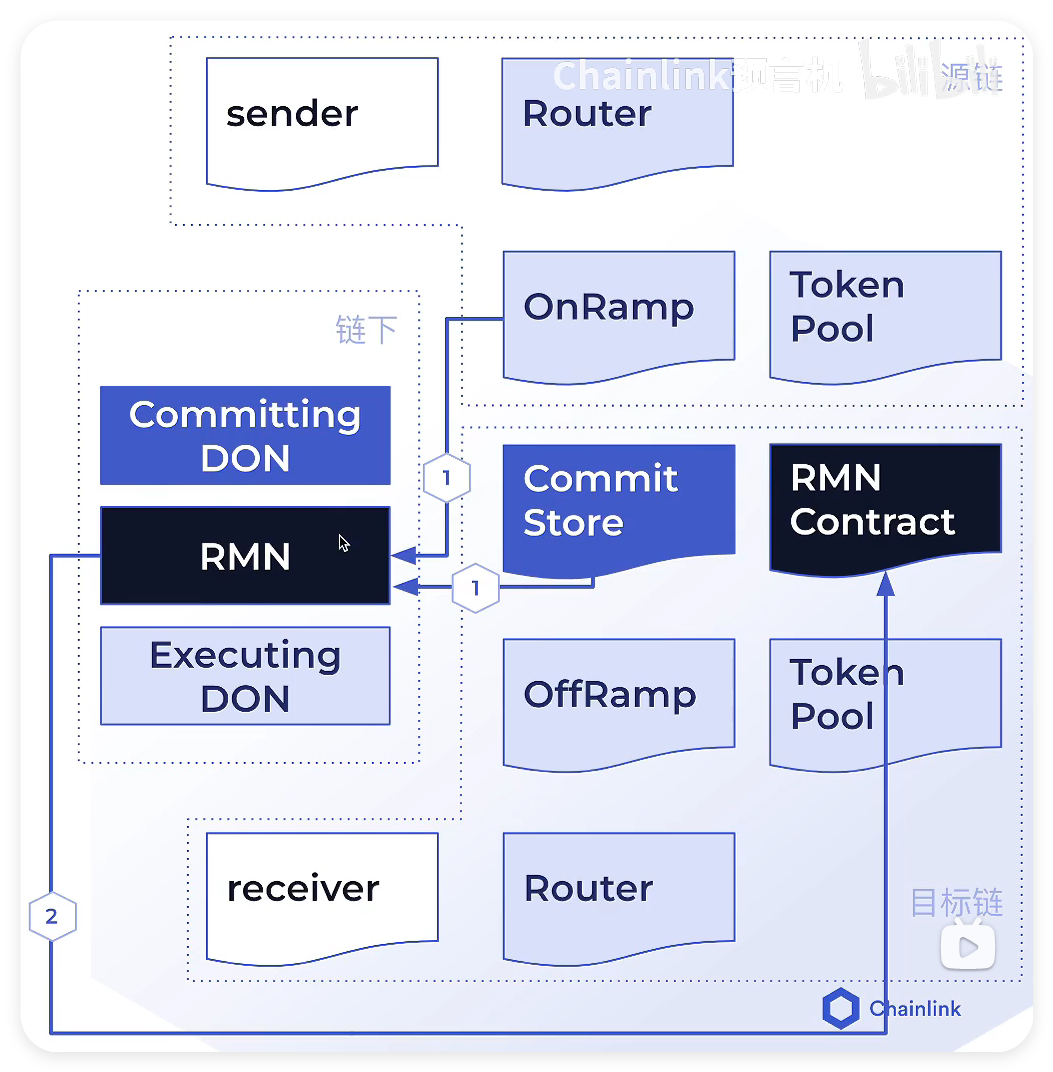 Chainlink预言机 bilibili
源链
sender
Router
OnRamp
Token
Pool
链下
Committing
DON
1
Commit
Store
RMN
Contract
RMN
1
Executing
DON
OffRamp
Token
Pool
receiver
Router
2
目标链
Chainlink